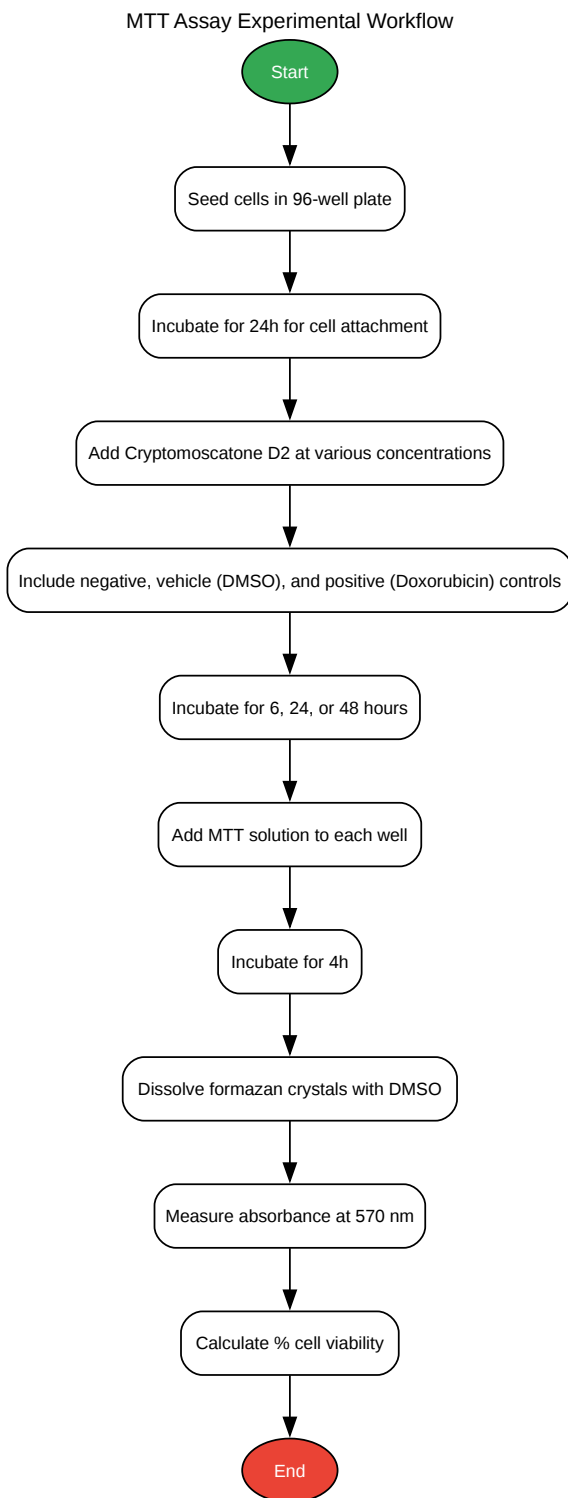 MTT Assay Experimental Workflow
Start
Seed cells in 96-well plate
Incubate for 24h for cell attachment
Add Cryptomoscatone D2 at various concentrations
Include negative, vehicle (DMSO), and positive (Doxorubicin) controls
Incubate for 6, 24, or 48 hours
Add MTT solution to each well
Incubate for 4h
Dissolve formazan crystals with DMSO
Measure absorbance at 570 nm
Calculate % cell viability
End